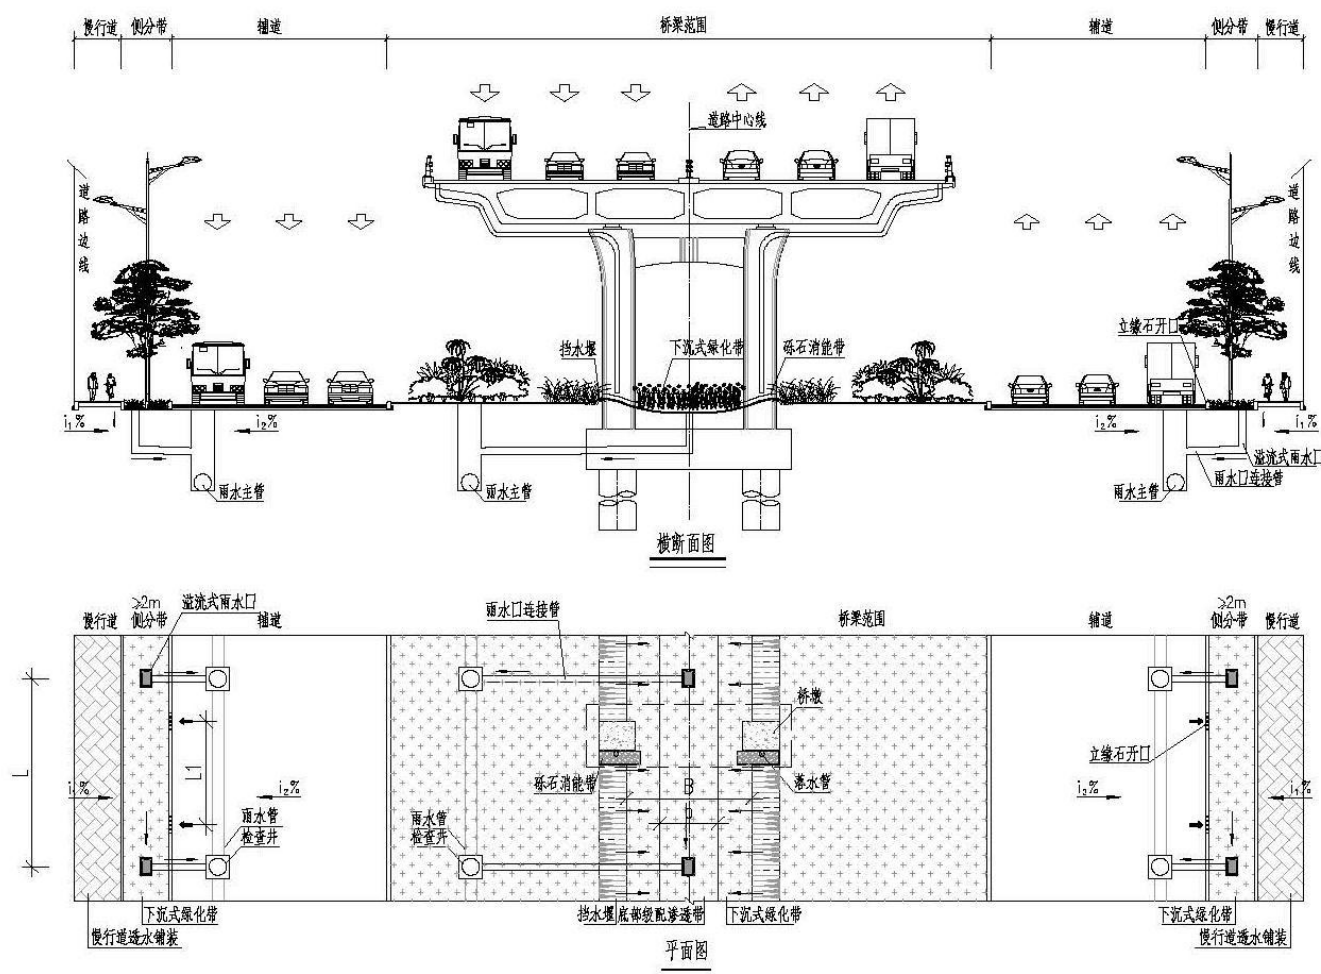 慢行道 侧分带 辅道 桥梁范围 辅道 侧分带 慢行道
道路中心线
道路边线
道路边线
立缘石开口
挡水堰 下沉式绿化带 砾石消能带
i₁% i₂% i₂% i₁%
溢流式雨水口
雨水口连接管
雨水主管 雨水主管 雨水主管
横断面图
≥2m 溢流式雨水口 ≥2m
慢行道 侧分带 辅道 雨水口连接管 桥梁范围 辅道 侧分带 慢行道
桥墩
立缘石开口
L L1
i₁% i₂% 砾石消能带 B 落水管 i₂% i₁%
b
雨水管
检查井
雨水管
检查井
下沉式绿化带 挡水堰 底部级配渗透带 下沉式绿化带 下沉式绿化带
慢行道透水铺装 慢行道透水铺装
平面图